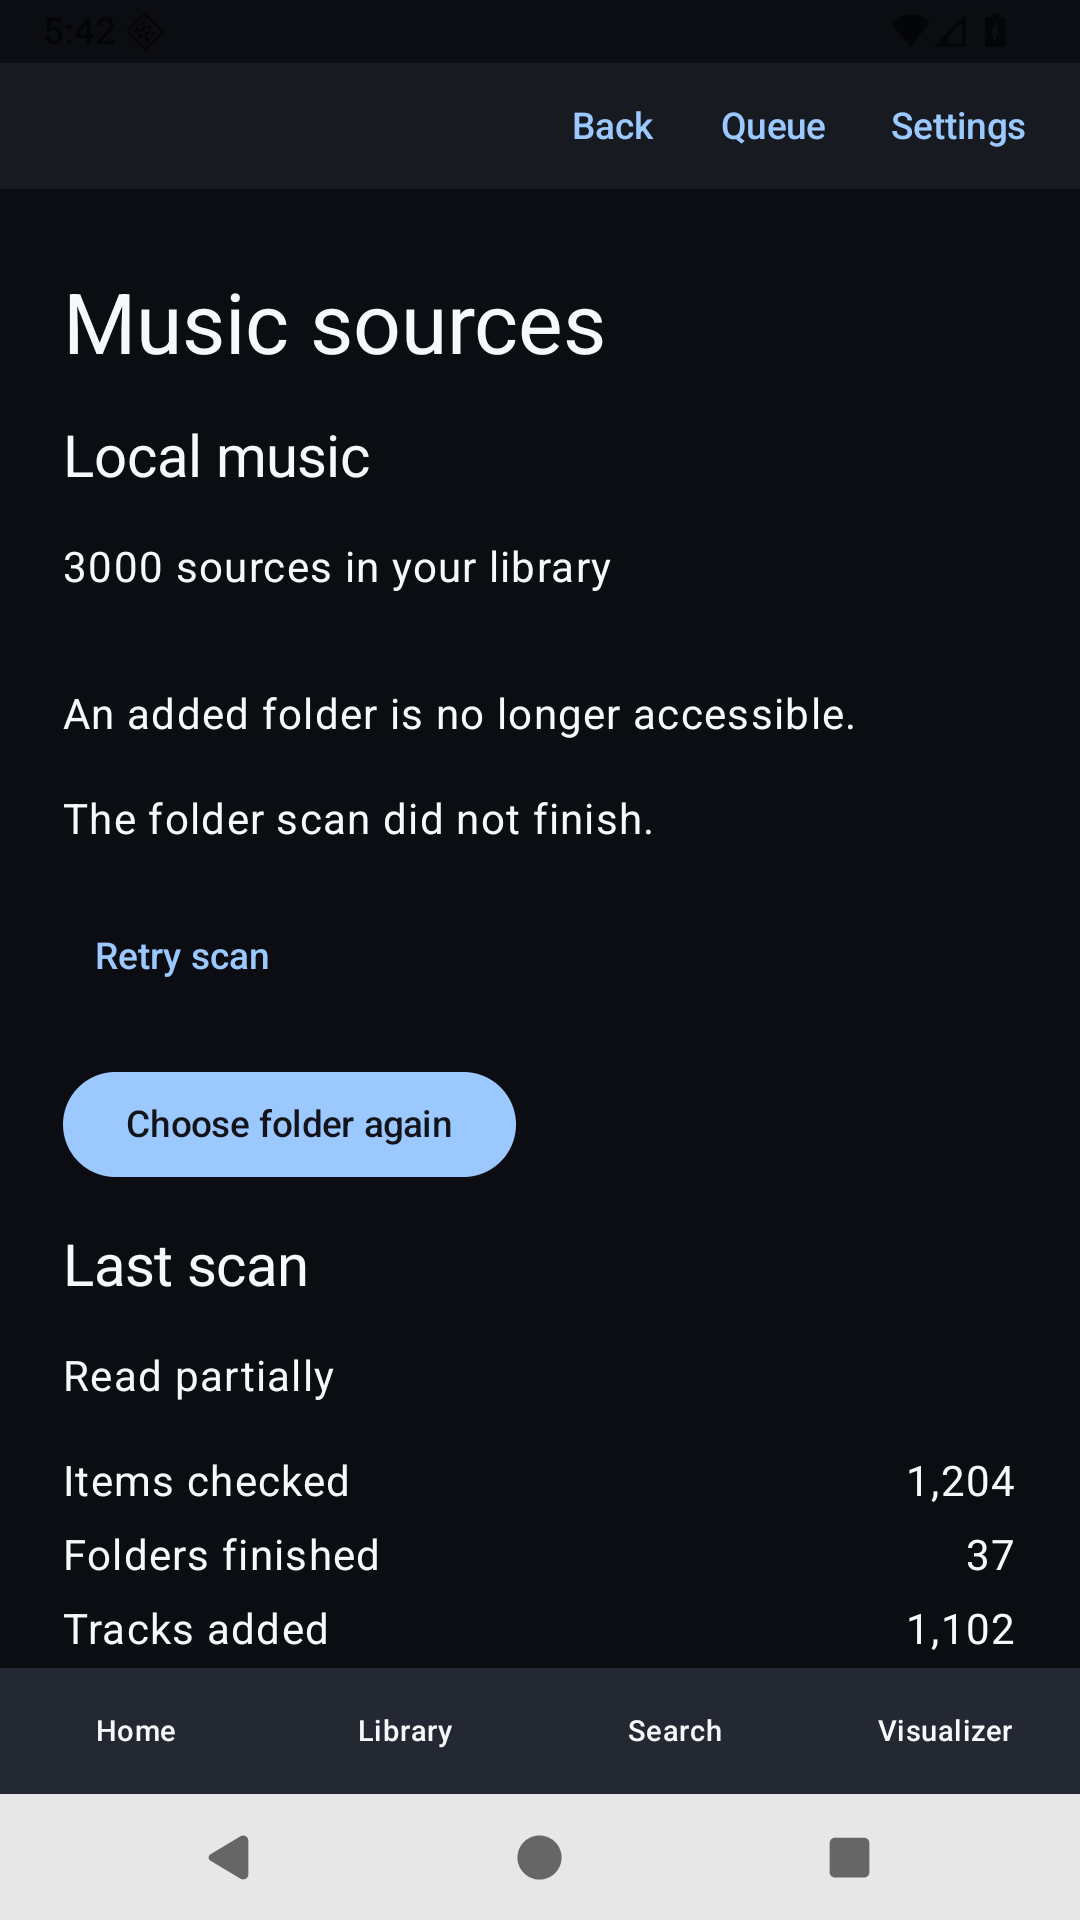 5:42
Back Queue Settings
Music sources
Local music
3000 sources in your library
An added folder is no longer accessible.
The folder scan did not finish.
Retry scan
Choose folder again
Last scan
Read partially
Items checked 1,204
Folders finished 37
Tracks added 1,102
Home Library Search Visualizer